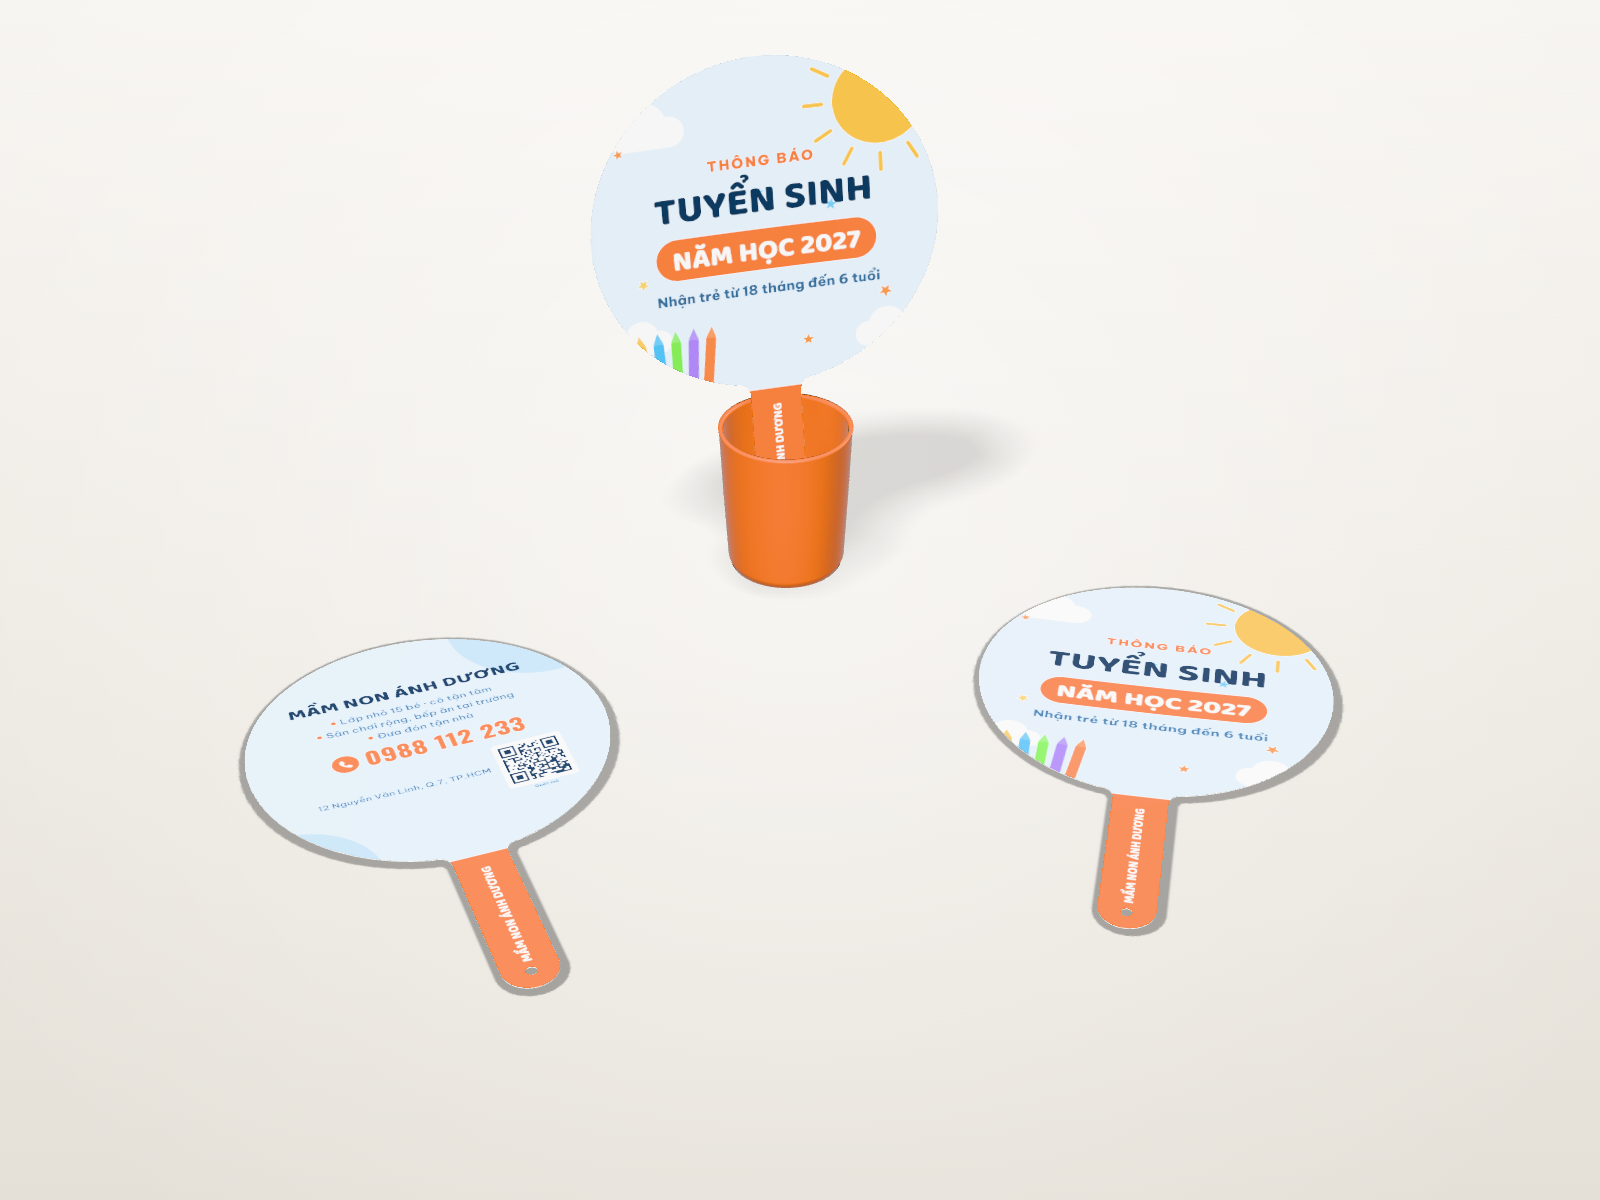 THÔNG BÁO
TUYỂN SINH
NĂM HỌC 2027
Nhận trẻ từ 18 tháng đến 6 tuổi
NH DƯƠNG
MẦM NON ÁNH DƯƠNG
• Lớp nhỏ 15 bé · cô tận tâm
• Sân chơi rộng, bếp ăn tại trường
• Đưa đón tận nhà
0988 112 233
12 Nguyễn Văn Linh, Q.7, TP.HCM
MẦM NON ÁNH DƯƠNG
THÔNG BÁO
TUYỂN SINH
NĂM HỌC 2027
Nhận trẻ từ 18 tháng đến 6 tuổi
MẦM NON ÁNH DƯƠNG